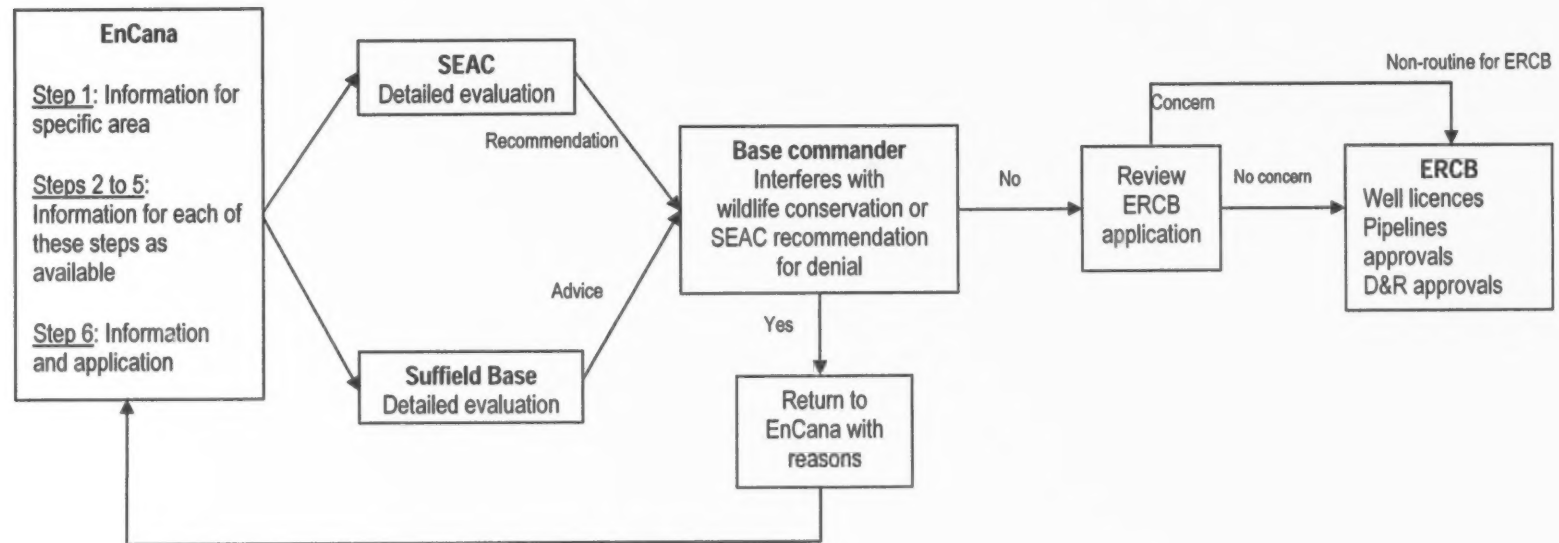 EnCana
Step 1: Information for
specific area
Steps 2 to 5:
Information for each of
these steps as
available
Step 6: Information
and application
SEAC
Detailed evaluation
Recommendation
Suffield Base
Detailed evaluation
Advice
Base commander
Interferes with
wildlife conservation or
SEAC recommendation
for denial
Yes
Return to
EnCana with
reasons
No
Review
ERCB
application
Concern
Non-routine for ERCB
No concern
ERCB
Well licences
Pipelines
approvals
D&R approvals